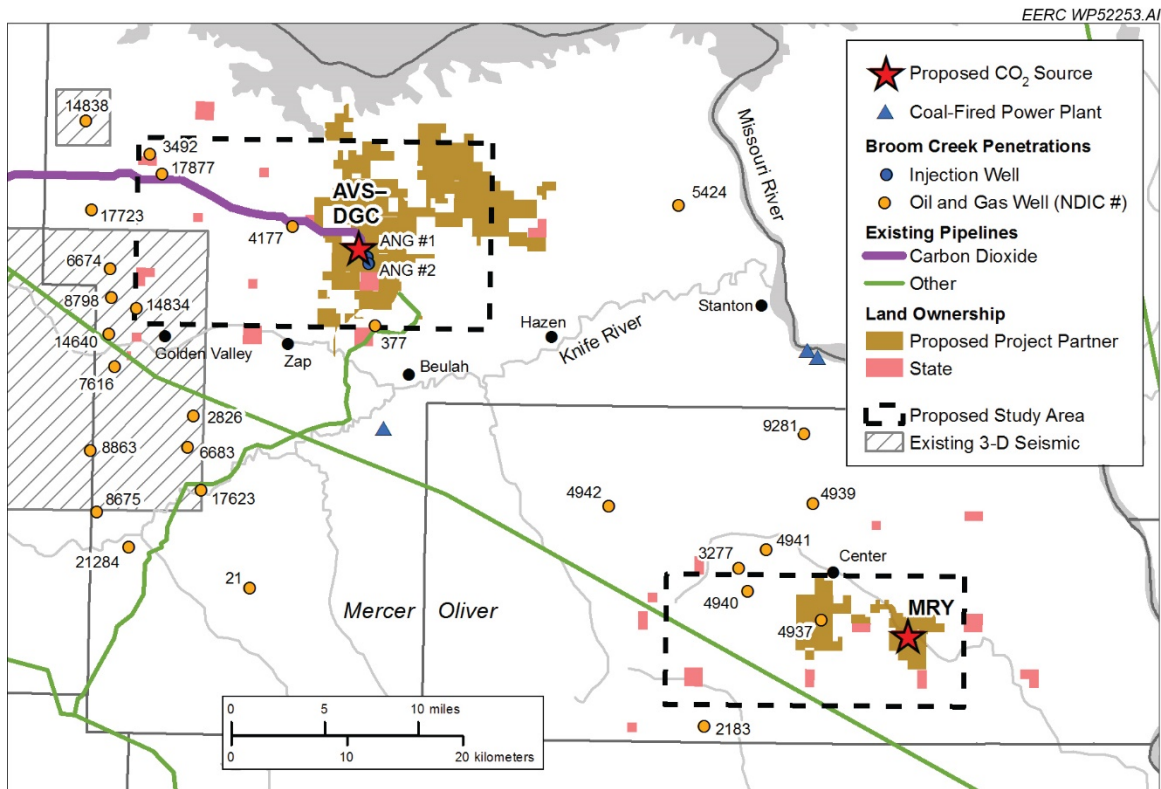 EERC WP52253.AI
Proposed CO2 Source
Coal-Fired Power Plant
Broom Creek Penetrations
Injection Well
Oil and Gas Well (NDIC #)
Existing Pipelines
Carbon Dioxide
Other
Land Ownership
Proposed Project Partner
State
Proposed Study Area
Existing 3-D Seismic
14838
3492
17877
AVS–
DGC
17723
4177
ANG #1
ANG #2
5424
Missouri River
6674
8798
14834
14640
Golden Valley
Zap
377
Hazen
Knife River
Stanton
7616
Beulah
2826
8863
6683
9281
8675
17623
4942
4939
21284
4941
3277
Center
21
4940
Mercer
Oliver
4937
MRY
2183
0 5 10 miles
0 10 20 kilometers